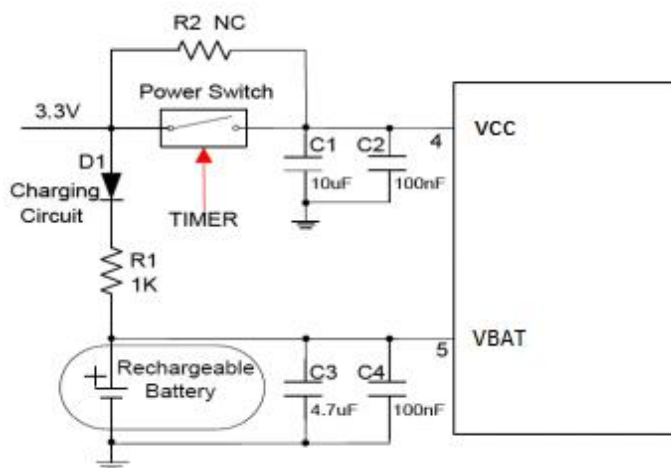 R2 NC
Power Switch
3.3V
4
VCC
D1
C1
C2
Charging
Circuit
10uF
100nF
TIMER
R1
1K
5
VBAT
+
Rechargeable
Battery
C3
C4
4.7uF
100nF